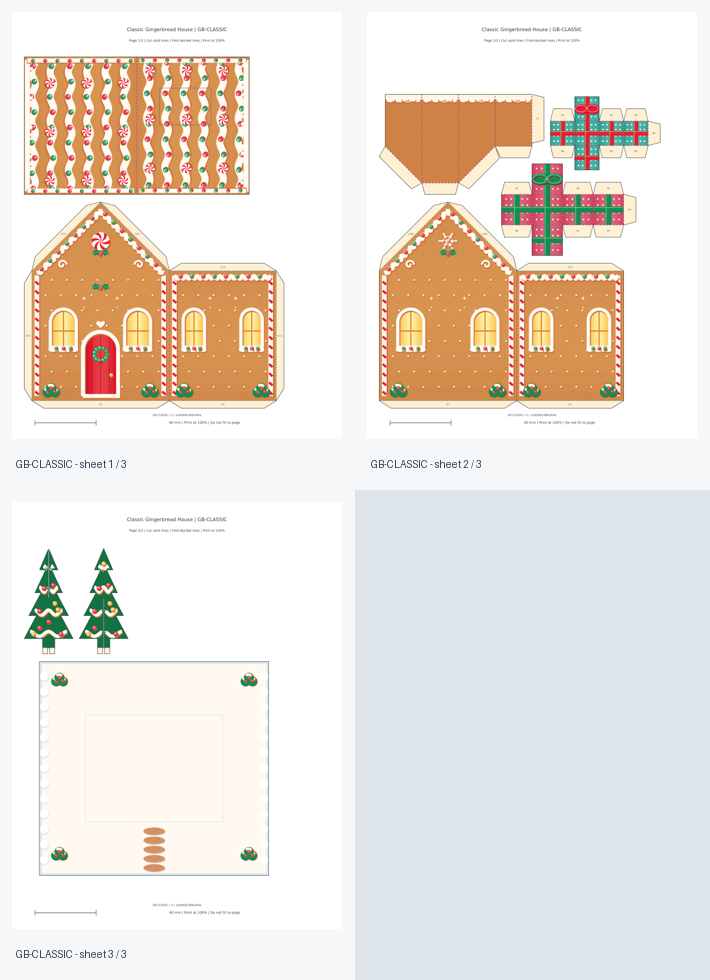 Classic Gingerbread House | GB-CLASSIC
Page 1/3 | Cut solid lines | Fold dashed lines | Print at 100%
40 mm | Print at 100% | Do not fit to page
GB-CLASSIC - sheet 1 / 3
Classic Gingerbread House | GB-CLASSIC
Page 2/3 | Cut solid lines | Fold dashed lines | Print at 100%
40 mm | Print at 100% | Do not fit to page
GB-CLASSIC - sheet 2 / 3
Classic Gingerbread House | GB-CLASSIC
Page 3/3 | Cut solid lines | Fold dashed lines | Print at 100%
40 mm | Print at 100% | Do not fit to page
GB-CLASSIC - sheet 3 / 3